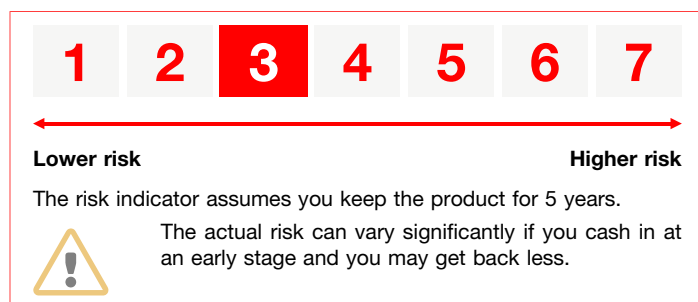 1 2 3 4 5 6 7
Lower risk Higher risk
The risk indicator assumes you keep the product for 5 years.
The actual risk can vary significantly if you cash in at
an early stage and you may get back less.
!